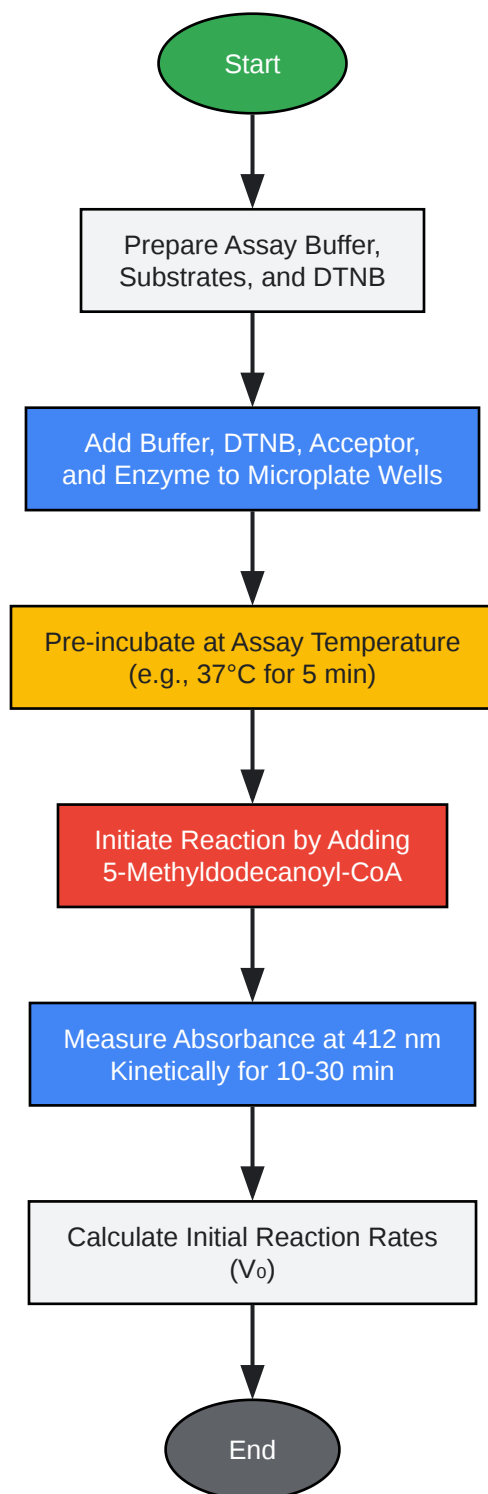 Start
Prepare Assay Buffer,
Substrates, and DTNB
Add Buffer, DTNB, Acceptor,
and Enzyme to Microplate Wells
Pre-incubate at Assay Temperature
(e.g., 37°C for 5 min)
Initiate Reaction by Adding
5-Methyldodecanoyl-CoA
Measure Absorbance at 412 nm
Kinetically for 10-30 min
Calculate Initial Reaction Rates
(V₀)
End